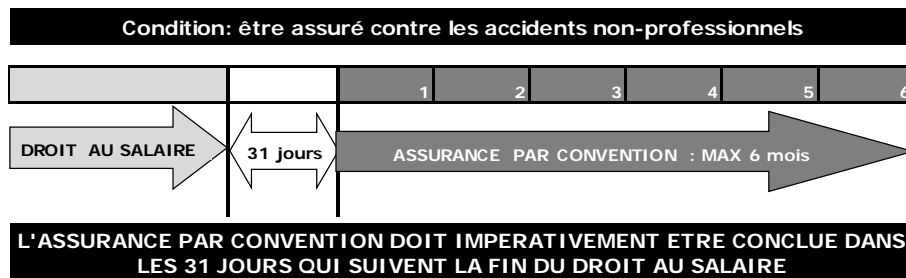 Condition: être assuré contre les accidents non-professionnels
1 2 3 4 5 6
DROIT AU SALAIRE
31 jours
ASSURANCE PAR CONVENTION : MAX 6 mois
L'ASSURANCE PAR CONVENTION DOIT IMPERATIVEMENT ETRE CONCLUE DANS
LES 31 JOURS QUI SUIVENT LA FIN DU DROIT AU SALAIRE